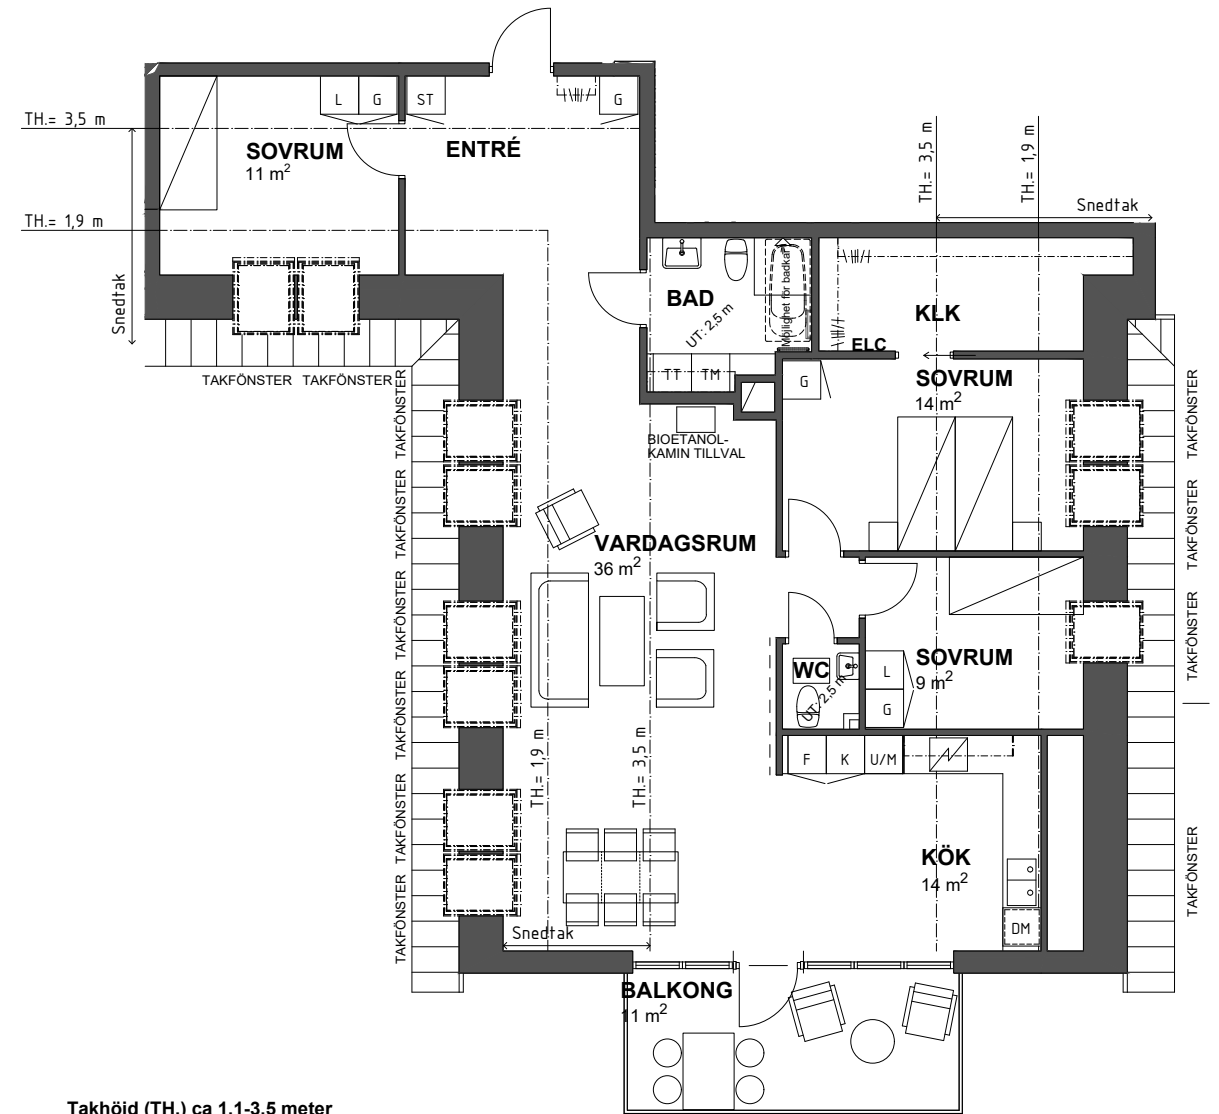 L
G
ST
G
TH.= 3,5 m
SOVRUM
11 m²
ENTRÉ
TH.= 1,9 m
Snedtak
TH.= 3,5 m
TH.= 1,9 m
Snedtak
BAD
UT: 2,5 m
Möjlighet för badkar
KLK
ELC
TT
TM
G
SOVRUM
14 m²
TAKFÖNSTER
TAKFÖNSTER
BIOETANOL-
KAMIN TILLVAL
TAKFÖNSTER
TAKFÖNSTER
TAKFÖNSTER
TAKFÖNSTER
TAKFÖNSTER
TAKFÖNSTER
TAKFÖNSTER
TAKFÖNSTER
TAKFÖNSTER
TAKFÖNSTER
VARDAGSRUM
36 m²
WC
UT: 2,5 m
SOVRUM
9 m²
L
G
TH.= 1,9 m
TH.= 3,5 m
F
K
U/M
KÖK
14 m²
DM
Snedtak
BALKONG
11 m²
Takhöjd (TH.) ca 1,1-3,5 meter